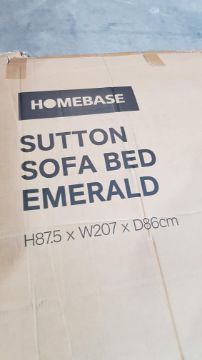 HOMEBASE
SUTTON
SOFA BED
EMERALD
H87.5 x W207 x D86cm